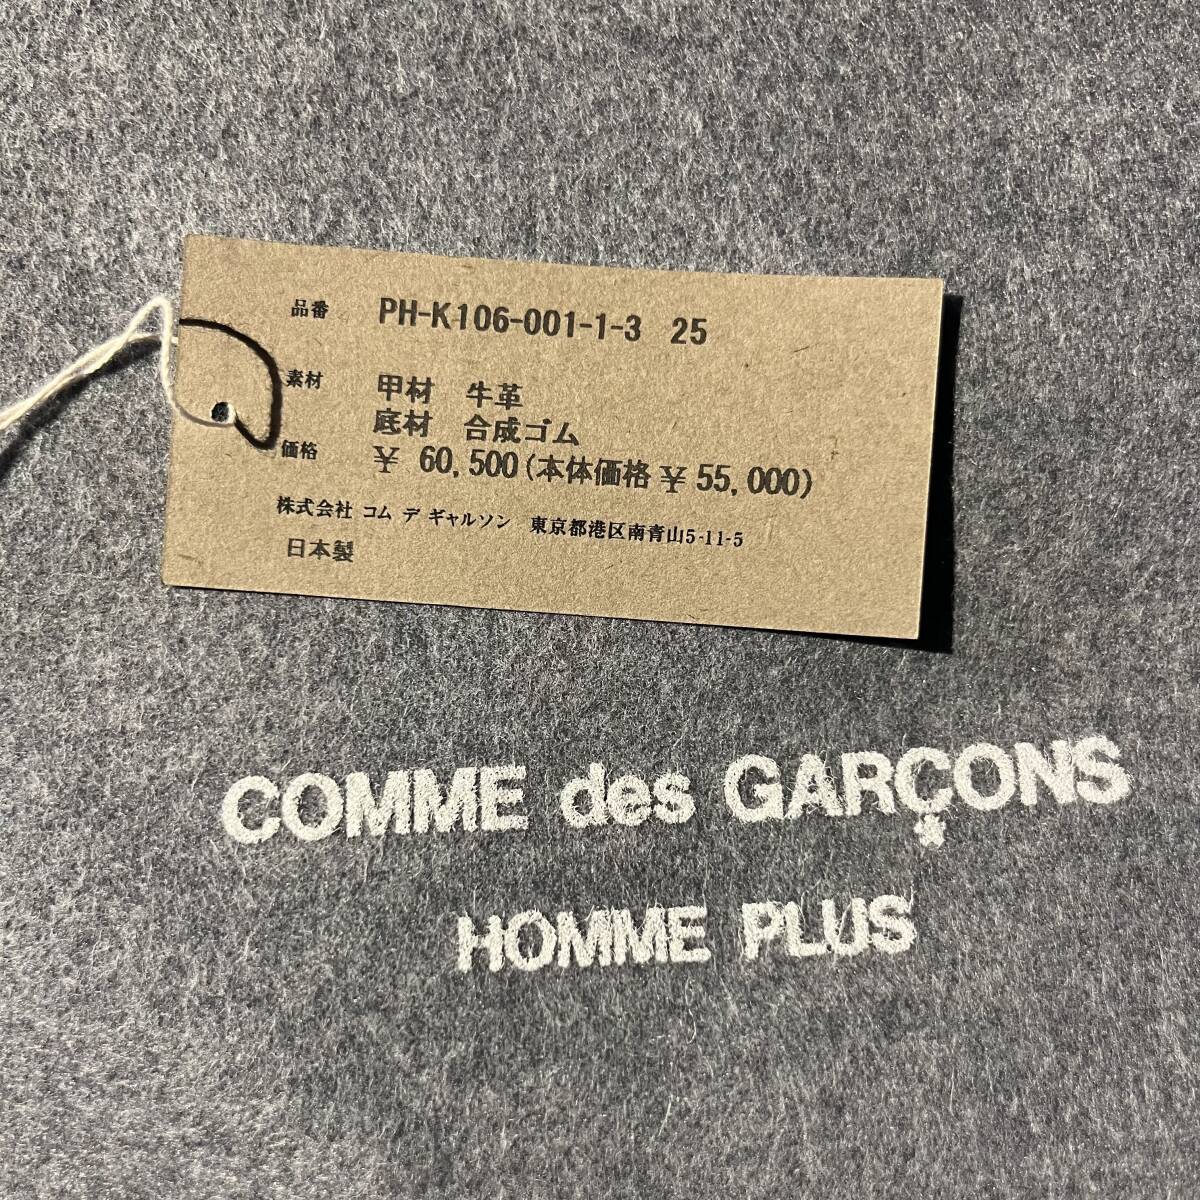 品番 PH-K106-001-1-3 25
素材 甲材 牛革
底材 合成ゴム
価格 ¥ 60,500(本体価格¥55,000)
株式会社 コム デ ギャルソン 東京都港区南青山5-11-5
日本製
COMME des GARÇONS
HOMME PLUS